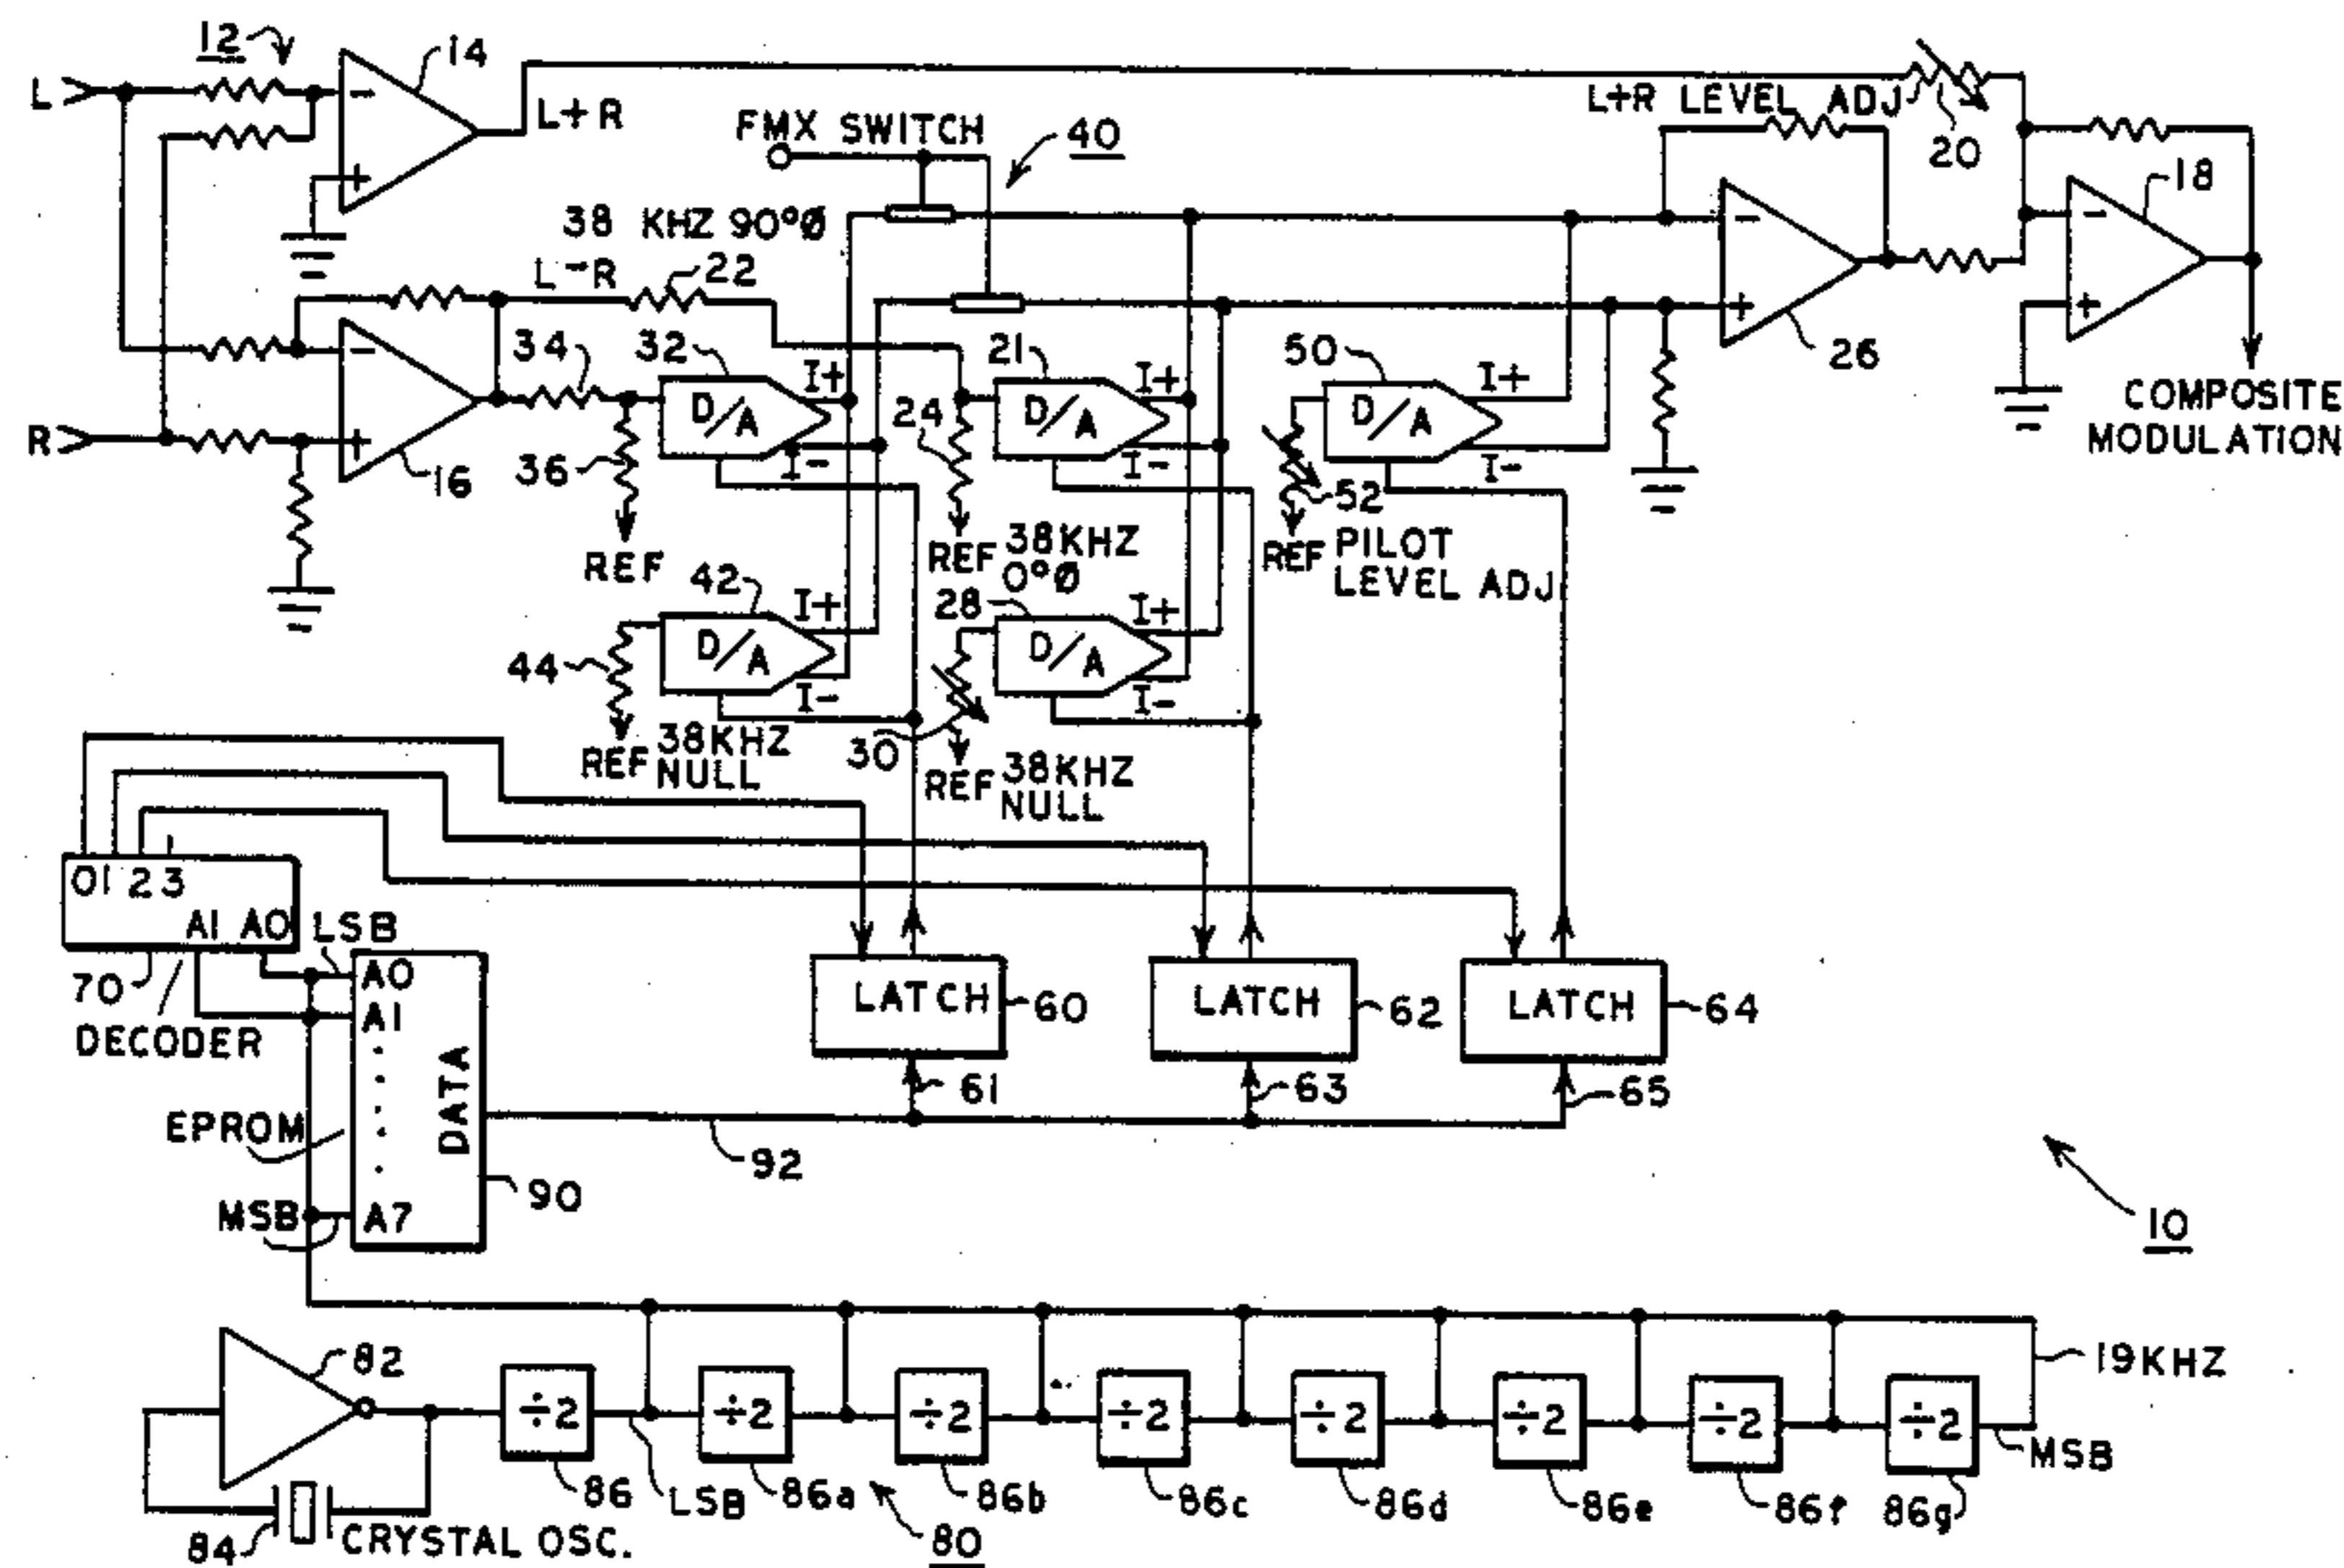 12
14
L
L+R
FMX SWITCH
40
L+R LEVEL ADJ
20
18
38 KHZ 90°Ø
L-R
22
26
34
32
21
50
I+
I+
I+
D/A
D/A
D/A
24
R
16
36
I-
I-
I-
52
COMPOSITE
MODULATION
REF
REF
38KHZ
0°Ø
REF
PILOT
LEVEL ADJ
42
28
I+
I+
D/A
D/A
44
I-
I-
REF
38KHZ
NULL
30
REF
38KHZ
NULL
0 1 2 3
A1 A0
LSB
70
DECODER
A0
A1
DATA
EPROM
MSB
A7
90
92
LATCH
60
LATCH
62
LATCH
64
61
63
65
10
82
19KHZ
÷2
÷2
÷2
÷2
÷2
÷2
÷2
÷2
MSB
86
LSB
86a
86b
86c
86d
86e
86f
86g
84
CRYSTAL OSC.
80